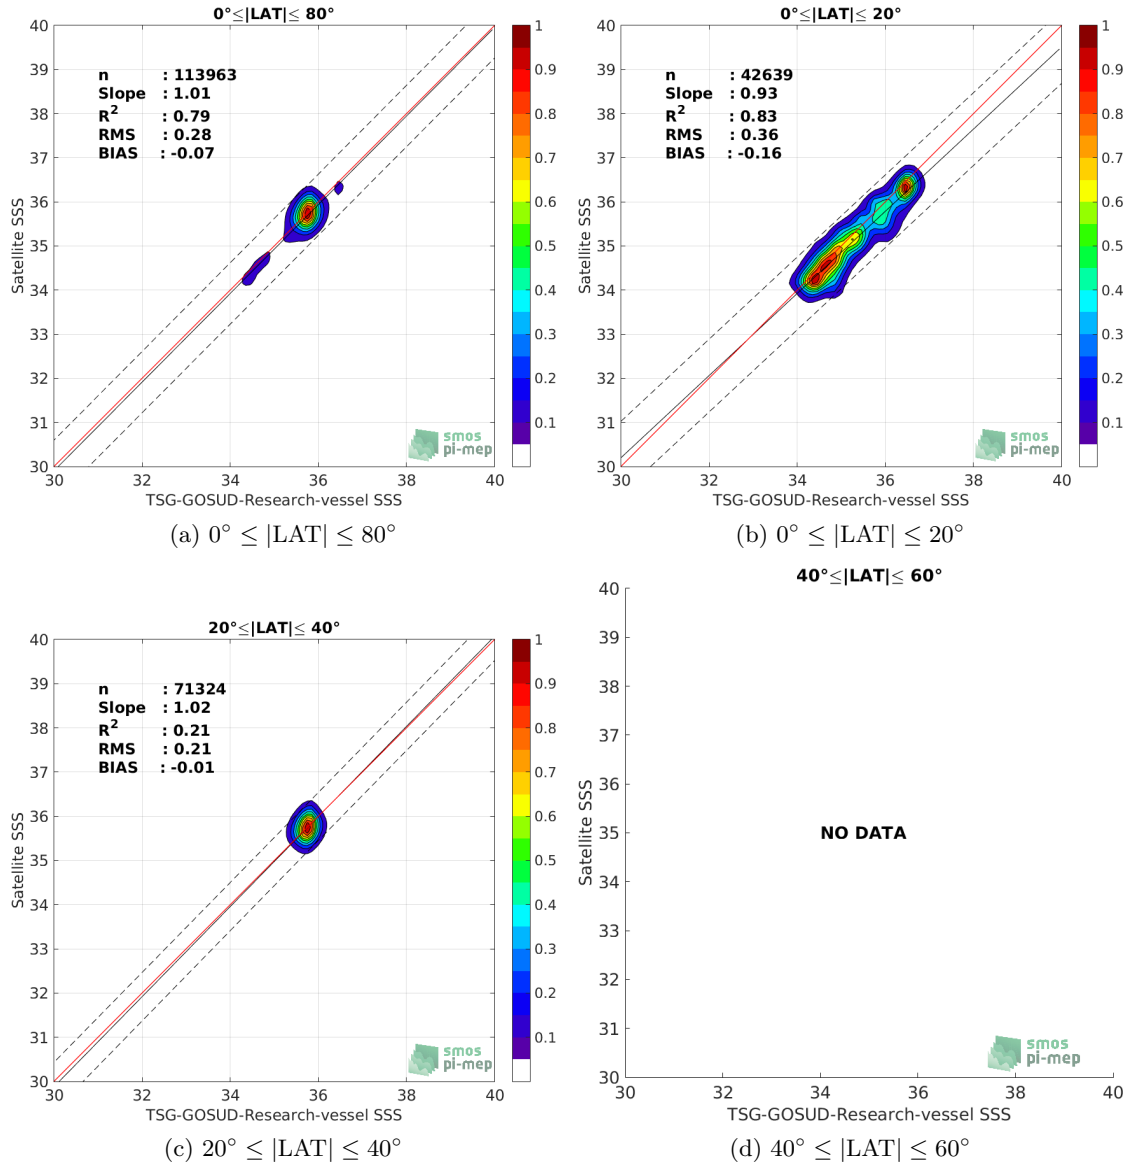 0°≤|LAT|≤ 80°
40
39
38
37
36
35
34
33
32
31
30
Satellite SSS
n : 113963
Slope : 1.01
R² : 0.79
RMS : 0.28
BIAS : -0.07
smos
pi-mep
30 32 34 36 38 40
TSG-GOSUD-Research-vessel SSS
1
0.9
0.8
0.7
0.6
0.5
0.4
0.3
0.2
0.1
(a) 0° ≤ |LAT| ≤ 80°
0°≤|LAT|≤ 20°
40
39
38
37
36
35
34
33
32
31
30
Satellite SSS
n : 42639
Slope : 0.93
R² : 0.83
RMS : 0.36
BIAS : -0.16
smos
pi-mep
30 32 34 36 38 40
TSG-GOSUD-Research-vessel SSS
1
0.9
0.8
0.7
0.6
0.5
0.4
0.3
0.2
0.1
(b) 0° ≤ |LAT| ≤ 20°
20°≤|LAT|≤ 40°
40
39
38
37
36
35
34
33
32
31
30
Satellite SSS
n : 71324
Slope : 1.02
R² : 0.21
RMS : 0.21
BIAS : -0.01
smos
pi-mep
30 32 34 36 38 40
TSG-GOSUD-Research-vessel SSS
1
0.9
0.8
0.7
0.6
0.5
0.4
0.3
0.2
0.1
(c) 20° ≤ |LAT| ≤ 40°
40°≤|LAT|≤ 60°
40
39
38
37
36
35
34
33
32
31
30
Satellite SSS
NO DATA
smos
pi-mep
30 32 34 36 38 40
TSG-GOSUD-Research-vessel SSS
(d) 40° ≤ |LAT| ≤ 60°